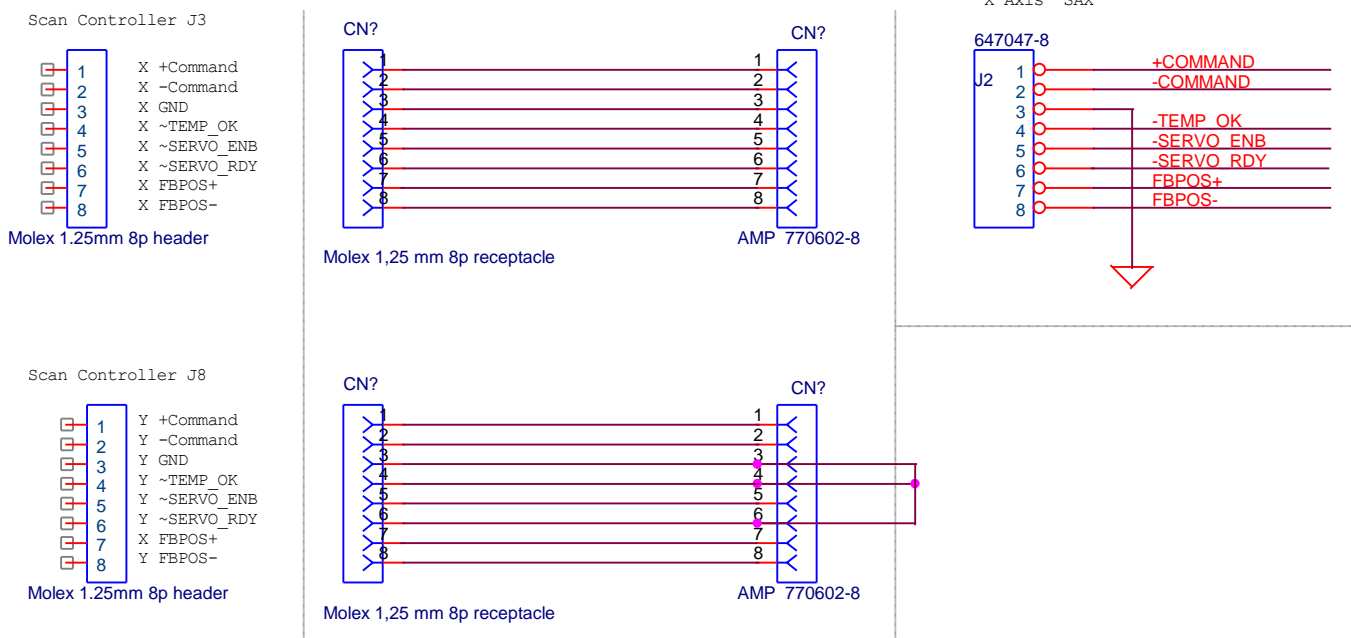 X Axis SAX
Scan Controller J3
1 X +Command
2 X -Command
3 X GND
4 X ~TEMP_OK
5 X ~SERVO_ENB
6 X ~SERVO_RDY
7 X FBPOS+
8 X FBPOS-
Molex 1.25mm 8p header
CN?
1
2
3
4
5
6
7
8
Molex 1,25 mm 8p receptacle
CN?
1
2
3
4
5
6
7
8
AMP 770602-8
647047-8
J2
1 +COMMAND
2 -COMMAND
3
4 -TEMP_OK
5 -SERVO_ENB
6 -SERVO_RDY
7 FBPOS+
8 FBPOS-
Scan Controller J8
1 Y +Command
2 Y -Command
3 Y GND
4 Y ~TEMP_OK
5 Y ~SERVO_ENB
6 Y ~SERVO_RDY
7 X FBPOS+
8 Y FBPOS-
Molex 1.25mm 8p header
CN?
1
2
3
4
5
6
7
8
Molex 1,25 mm 8p receptacle
CN?
1
2
3
4
5
6
7
8
AMP 770602-8